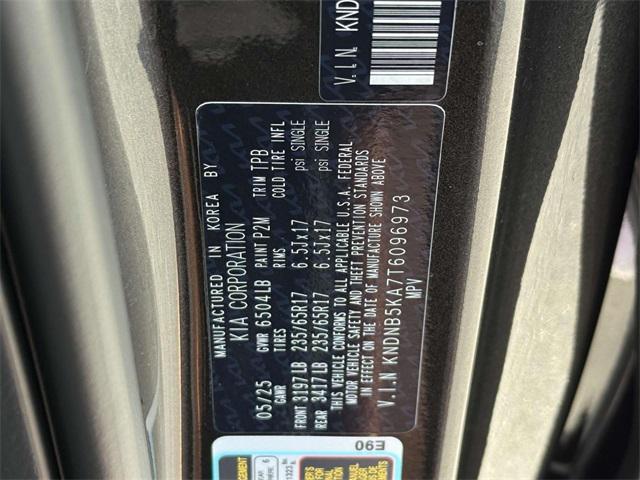 V.I.N KND
MANUFACTURED IN KOREA BY
KIA CORPORATION
05/25 GVWR 6504LB PAINT P2M TRIM TPB
GAWR TIRES RIMS COLD TIRE INFL
FRONT 3197LB 235/65R17 6.5Jx17 psi SINGLE
REAR 3417LB 235/65R17 6.5Jx17 psi SINGLE
THIS VEHICLE CONFORMS TO ALL APPLICABLE U.S.A. FEDERAL
MOTOR VEHICLE SAFETY AND THEFT PREVENTION STANDARDS
IN EFFECT ON THE DATE OF MANUFACTURE SHOWN ABOVE
V.I.N KNDNB5KA7T6096973
MPV
E90